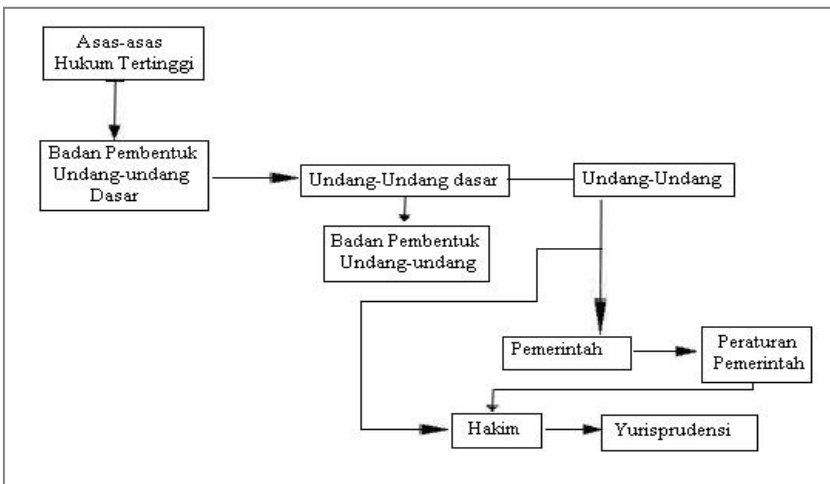 Asas-asas
Hukum Tertinggi
Badan Pembentuk
Undang-undang
Dasar
Undang-Undang dasar
Undang-Undang
Badan Pembentuk
Undang-undang
Pemerintah
Peraturan
Pemerintah
Hakim
Yurisprudensi